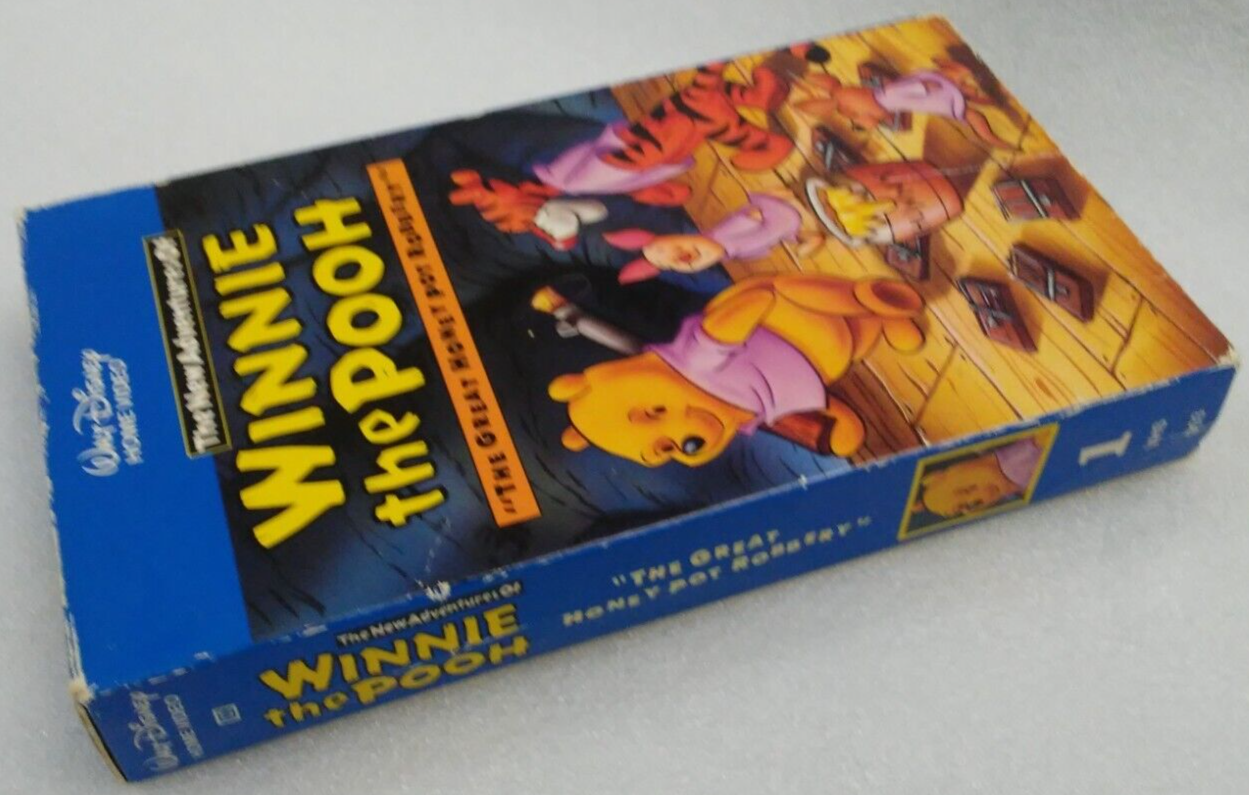 Walt Disney
HOME VIDEO
The New Adventures Of
WINNIE
the POOH
"THE GREAT HONEY POT ROBBERY"
Walt Disney
HOME VIDEO
The New Adventures Of
WINNIE
the POOH
"THE GREAT
HONEY POT ROBBERY"
1